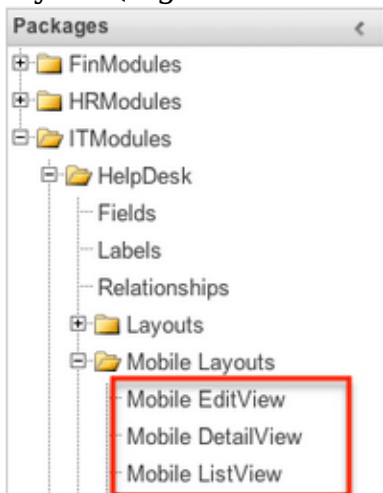 Packages
FinModules
HRModules
ITModules
HelpDesk
Fields
Labels
Relationships
Layouts
Mobile Layouts
Mobile EditView
Mobile DetailView
Mobile ListView